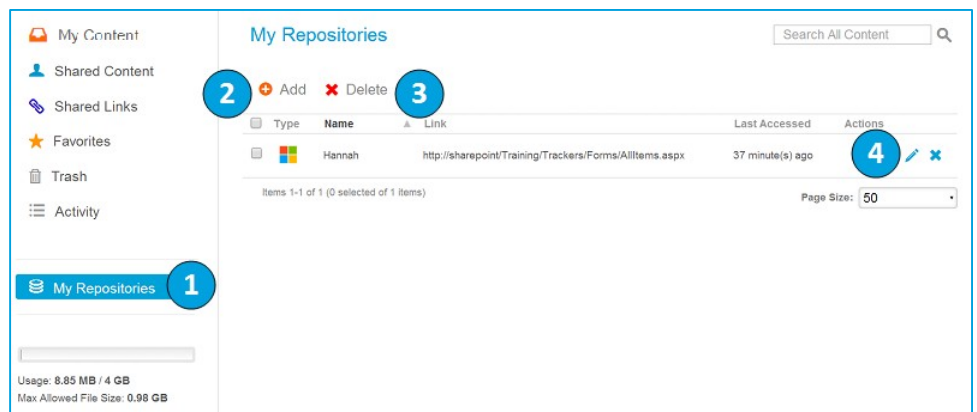 My Content
Shared Content
Shared Links
Favorites
Trash
Activity
My Repositories 1
Usage: 8.85 MB / 4 GB
Max Allowed File Size: 0.98 GB
My Repositories
Search All Content
2 Add Delete 3
Type Name Link Last Accessed Actions
Hannah http://sharepoint/Training/Trackers/Forms/AllItems.aspx 37 minute(s) ago 4
Items 1-1 of 1 (0 selected of 1 items)
Page Size: 50